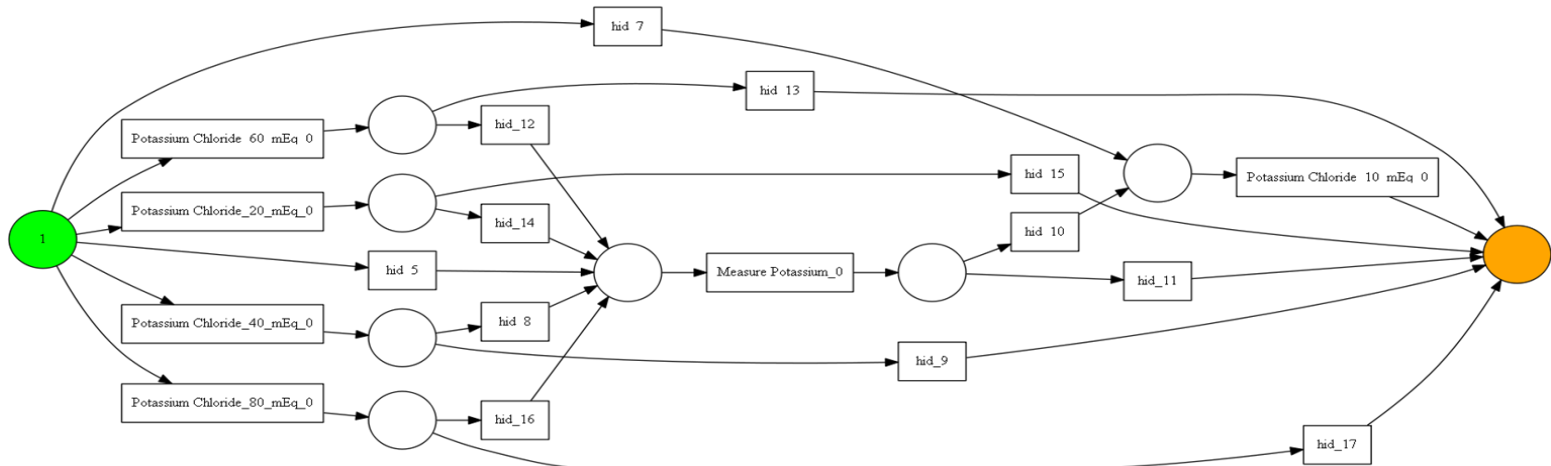 hid 7
hid 13
Potassium Chloride 60 mEq 0
hid_12
hid 15
Potassium Chloride 10 mEq 0
Potassium Chloride_20_mEq_0
hid_14
hid 10
1
hid 5
Measure Potassium_0
hid_11
Potassium Chloride_40_mEq_0
hid 8
hid_9
Potassium Chloride_80_mEq_0
hid_16
hid_17